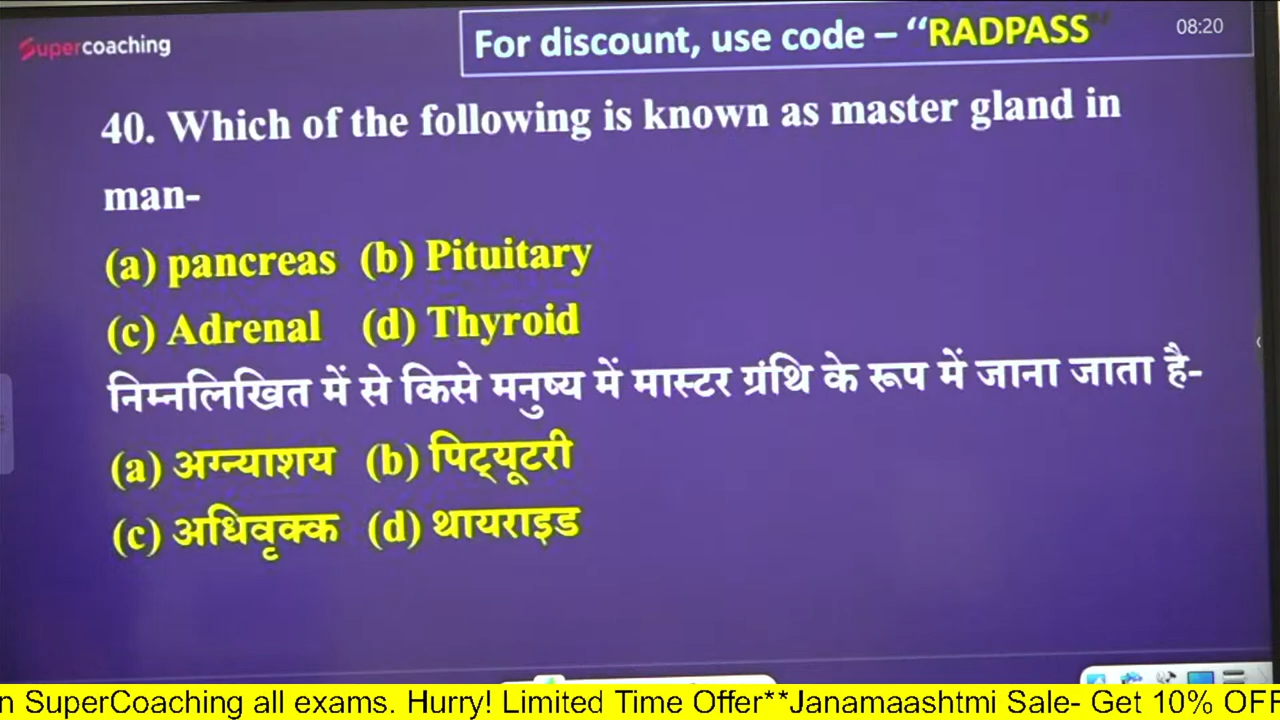 Supercoaching
For discount, use code – “RADPASS”
08:20
40. Which of the following is known as master gland in
man-
(a) pancreas (b) Pituitary
(c) Adrenal (d) Thyroid
निम्नलिखित में से किसे मनुष्य में मास्टर ग्रंथि के रूप में जाना जाता है-
(a) अग्न्याशय (b) पिट्यूटरी
(c) अधिवृक्क (d) थायराइड
n SuperCoaching all exams. Hurry! Limited Time Offer**Janamaashtmi Sale- Get 10% OFF